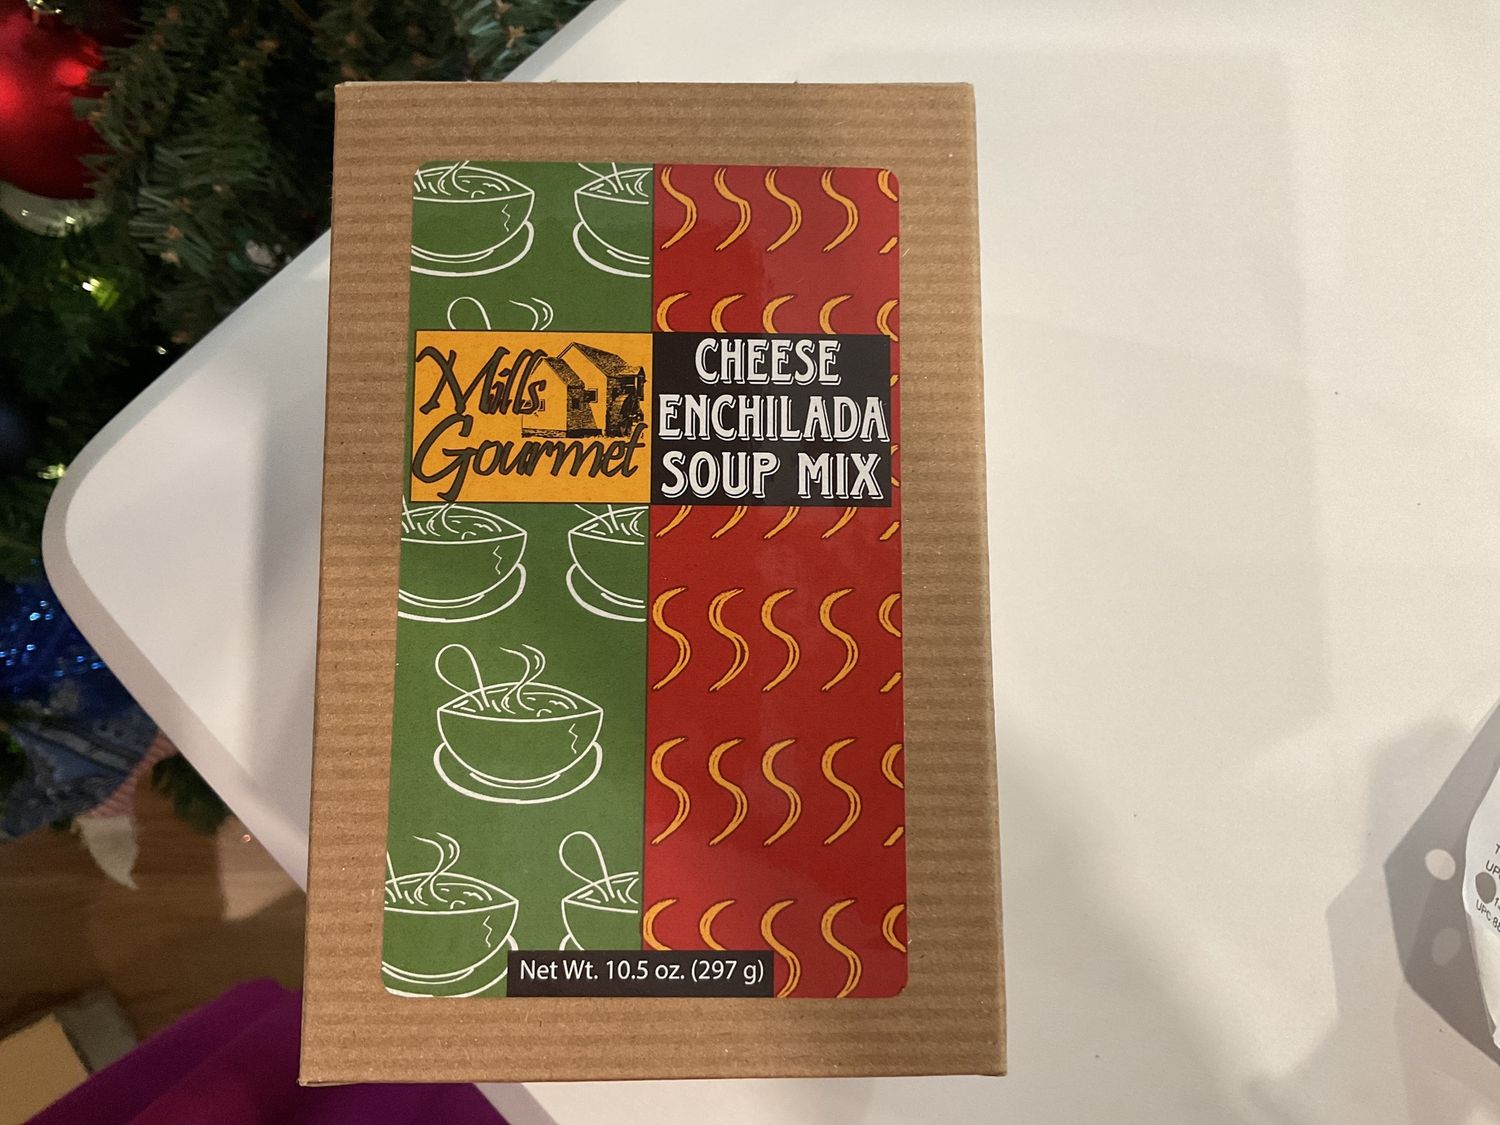 Mills
Gourmet
CHEESE
ENCHILADA
SOUP MIX
Net Wt. 10.5 oz. (297 g)